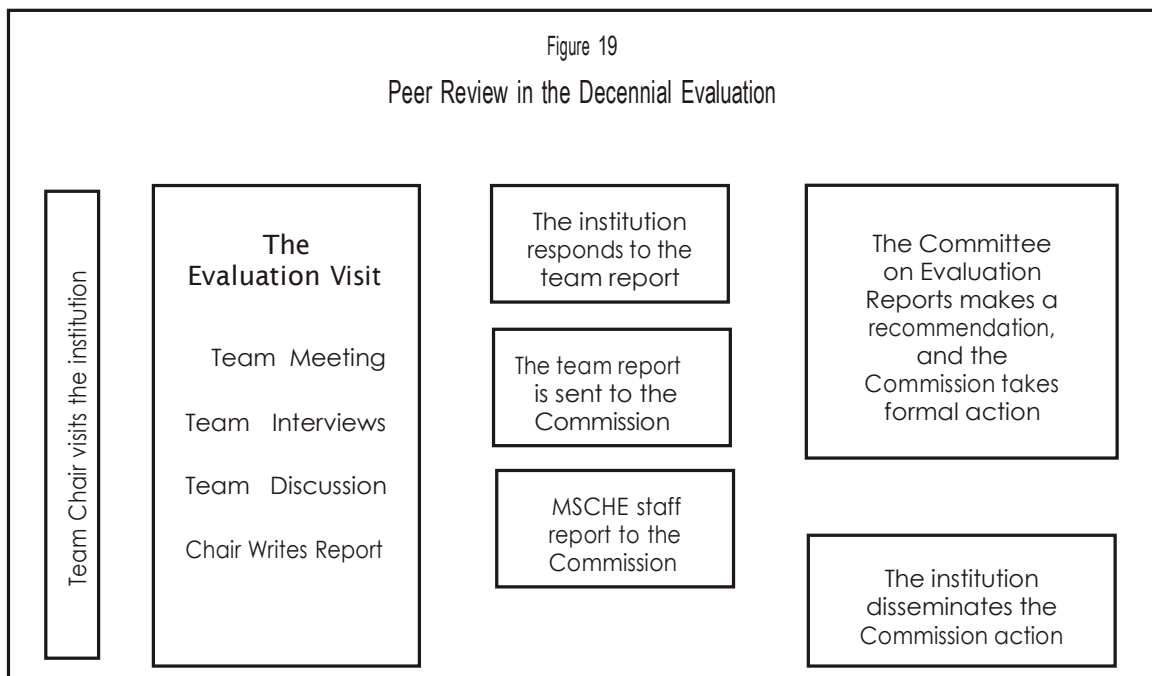 Figure 19
Peer Review in the Decennial Evaluation
Team Chair visits the institution
The
Evaluation Visit
Team Meeting
Team Interviews
Team Discussion
Chair Writes Report
The institution
responds to the
team report
The team report
is sent to the
Commission
MSCHE staff
report to the
Commission
The Committee
on Evaluation
Reports makes a
recommendation,
and the
Commission takes
formal action
The institution
disseminates the
Commission action